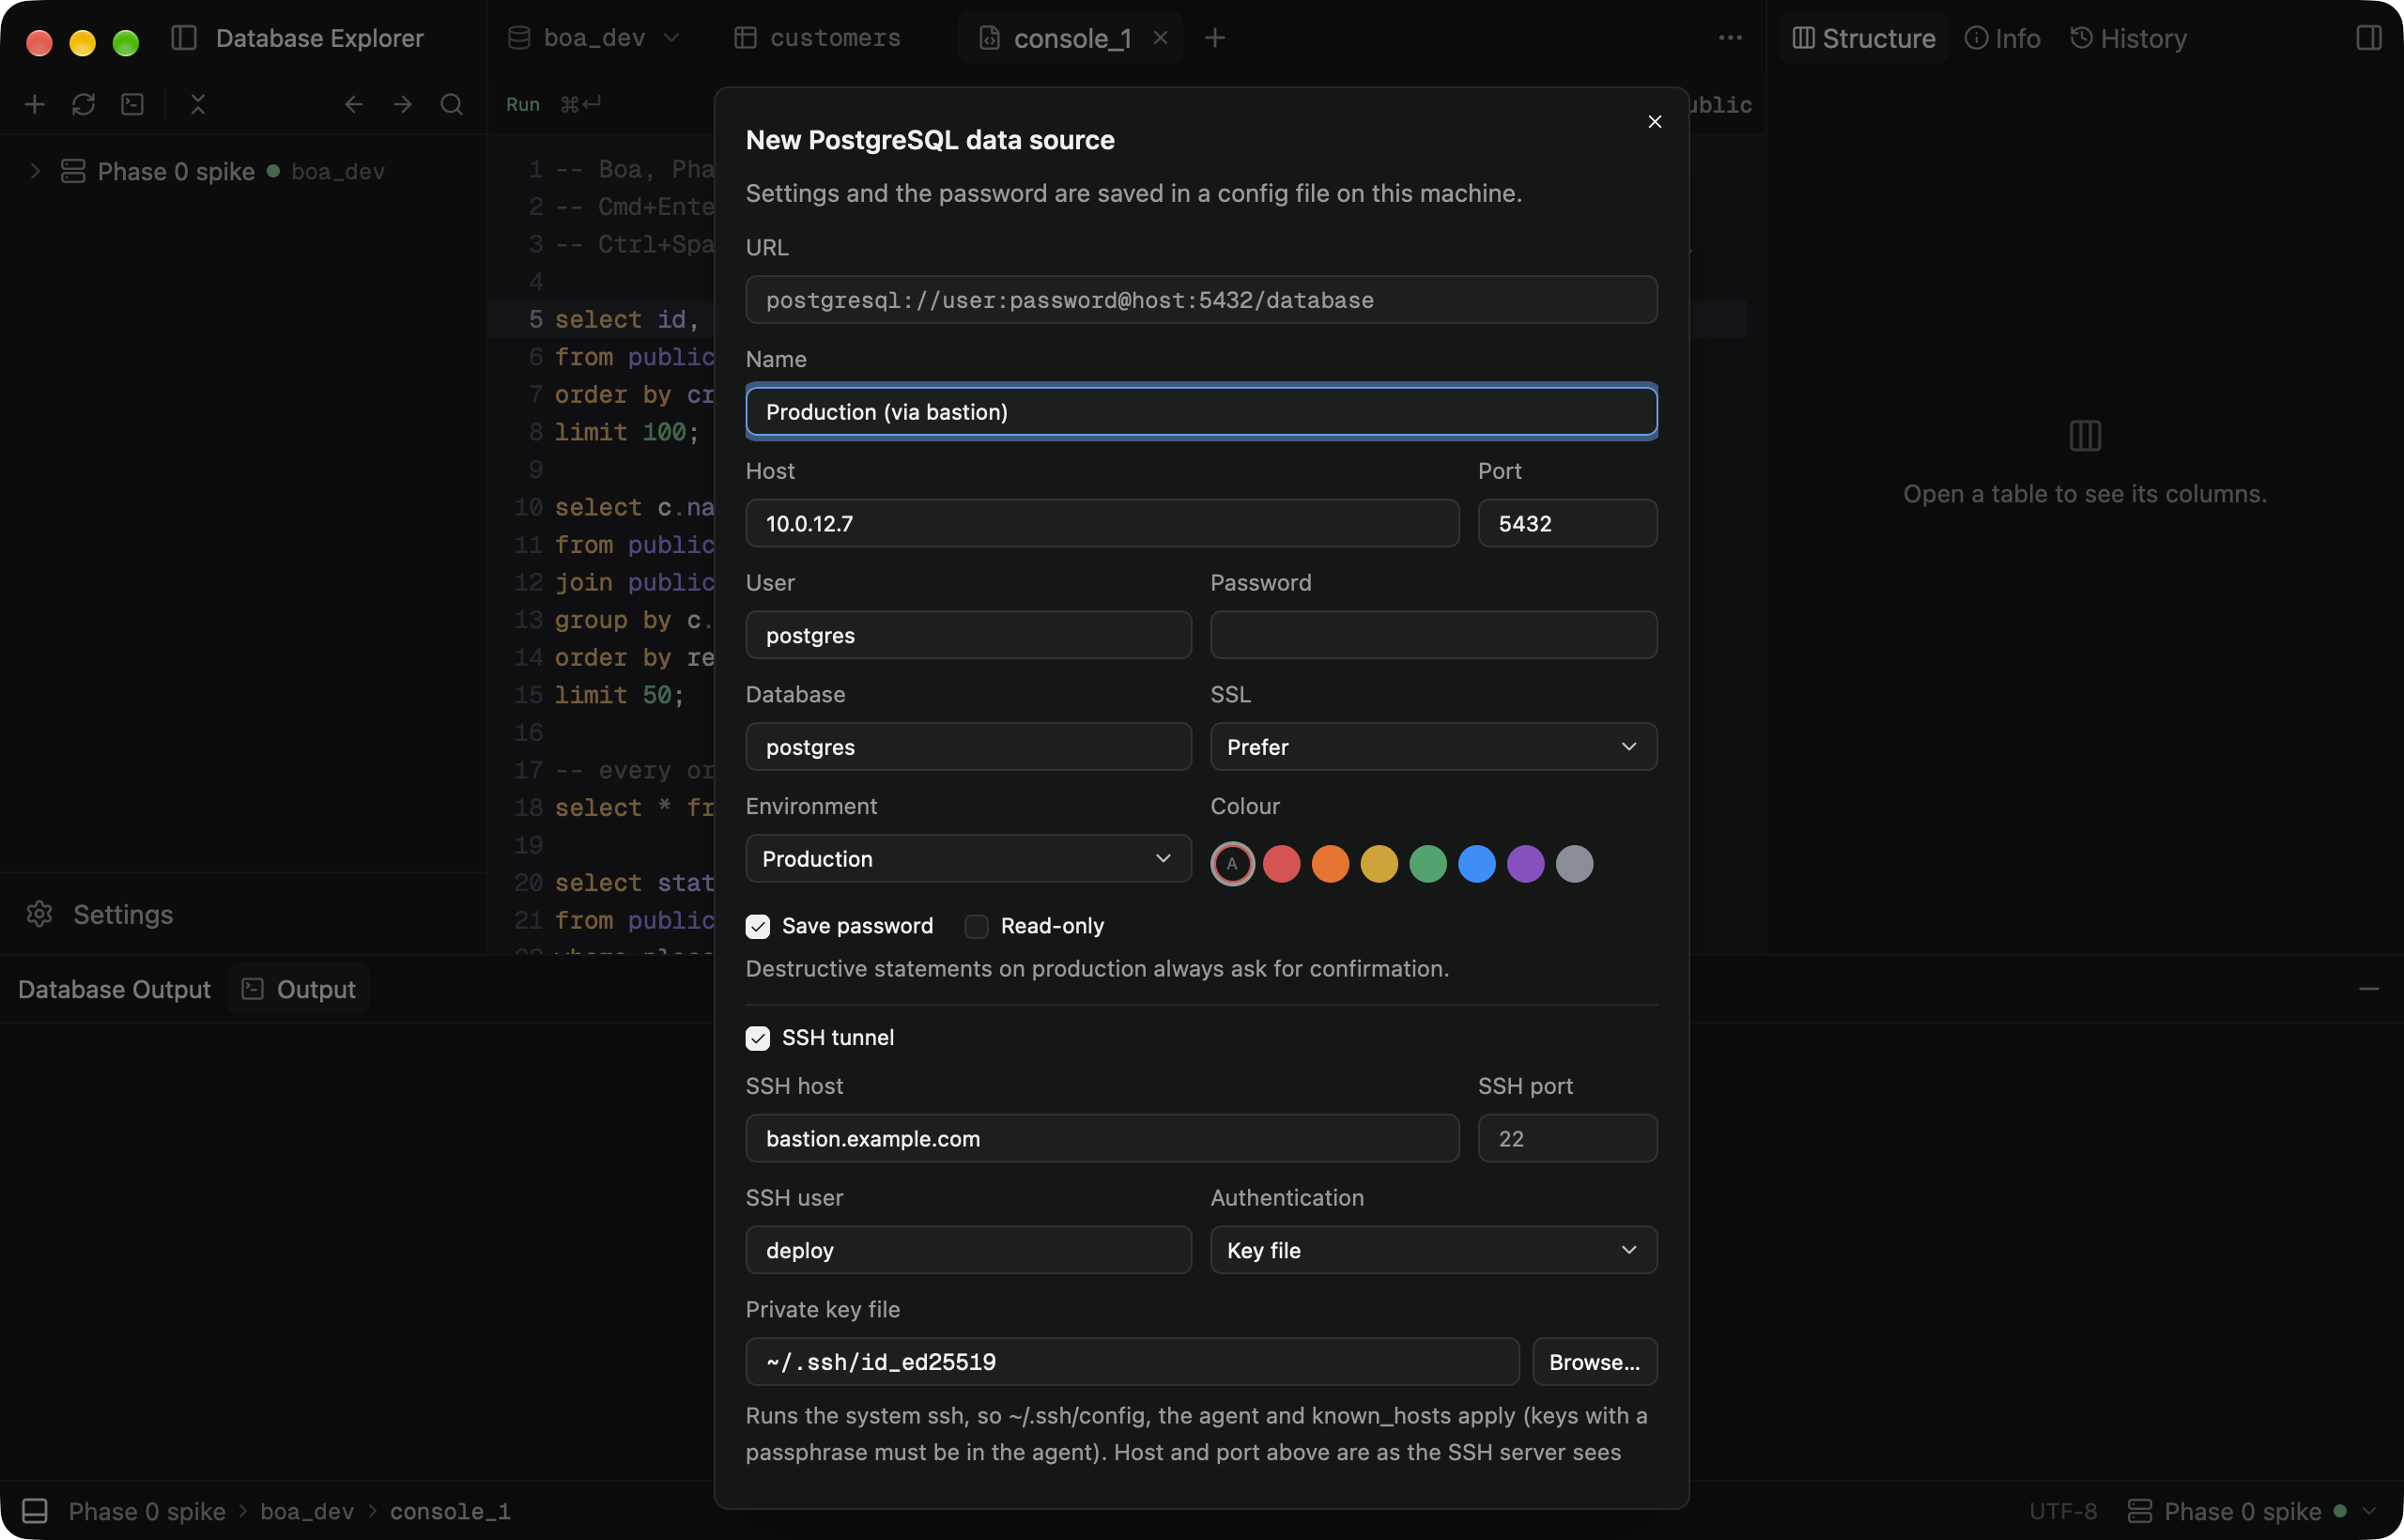 Database Explorer
boa_dev
customers
console_1
Structure
Info
History
Run ⌘↵
Phase 0 spike
boa_dev
1 -- Boa, Pha
2 -- Cmd+Ente
3 -- Ctrl+Spa
4
5 select id,
6 from public
7 order by cr
8 limit 100;
9
10 select c.na
11 from public
12 join public
13 group by c.
14 order by re
15 limit 50;
16
17 -- every or
18 select * fr
19
20 select stat
21 from public
New PostgreSQL data source
Settings and the password are saved in a config file on this machine.
URL
postgresql://user:password@host:5432/database
Name
Production (via bastion)
Host
Port
10.0.12.7
5432
User
Password
postgres
Database
SSL
postgres
Prefer
Environment
Colour
Production
A
Save password
Read-only
Destructive statements on production always ask for confirmation.
SSH tunnel
SSH host
SSH port
bastion.example.com
22
SSH user
Authentication
deploy
Key file
Private key file
~/.ssh/id_ed25519
Browse...
Runs the system ssh, so ~/.ssh/config, the agent and known_hosts apply (keys with a
passphrase must be in the agent). Host and port above are as the SSH server sees
Open a table to see its columns.
Settings
Database Output
Output
Phase 0 spike > boa_dev > console_1
UTF-8
Phase 0 spike